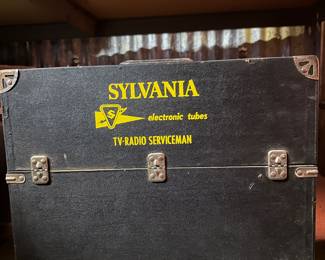 SYLVANIA
S
electronic tubes
TV-RADIO SERVICEMAN